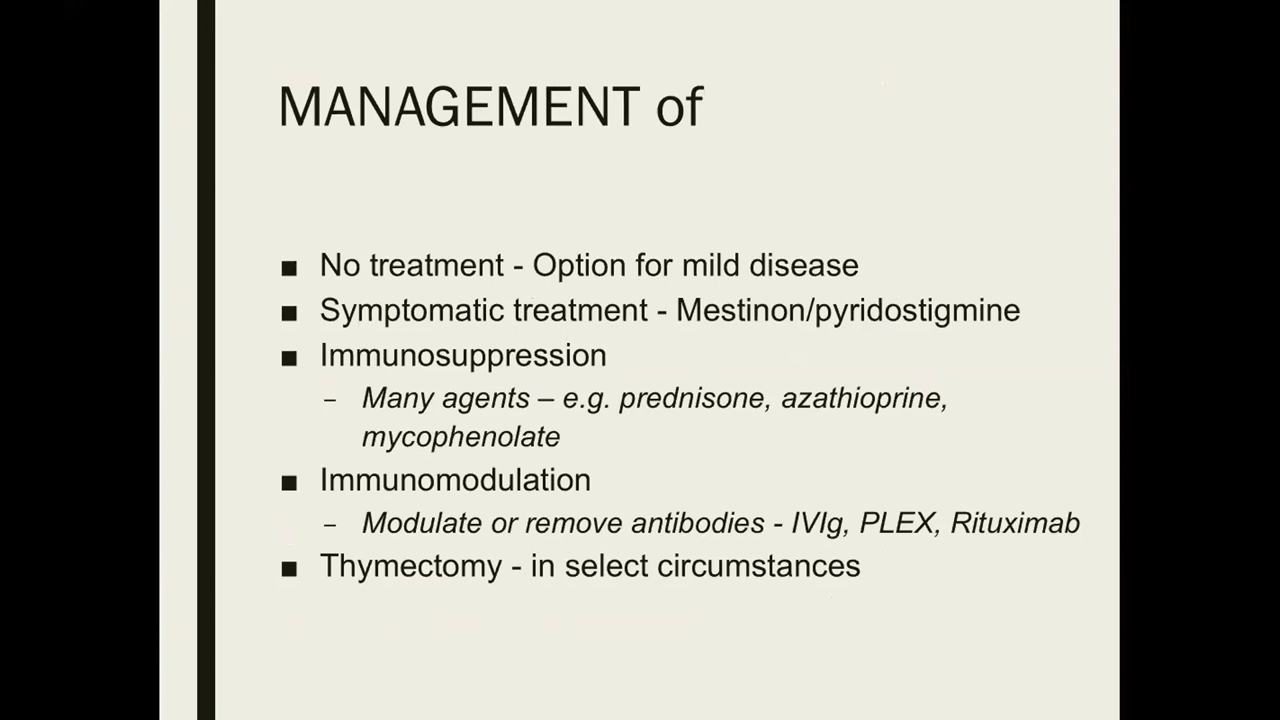 MANAGEMENT of
■ No treatment - Option for mild disease
■ Symptomatic treatment - Mestinon/pyridostigmine
■ Immunosuppression
– Many agents – e.g. prednisone, azathioprine,
mycophenolate
■ Immunomodulation
– Modulate or remove antibodies - IVIg, PLEX, Rituximab
■ Thymectomy - in select circumstances